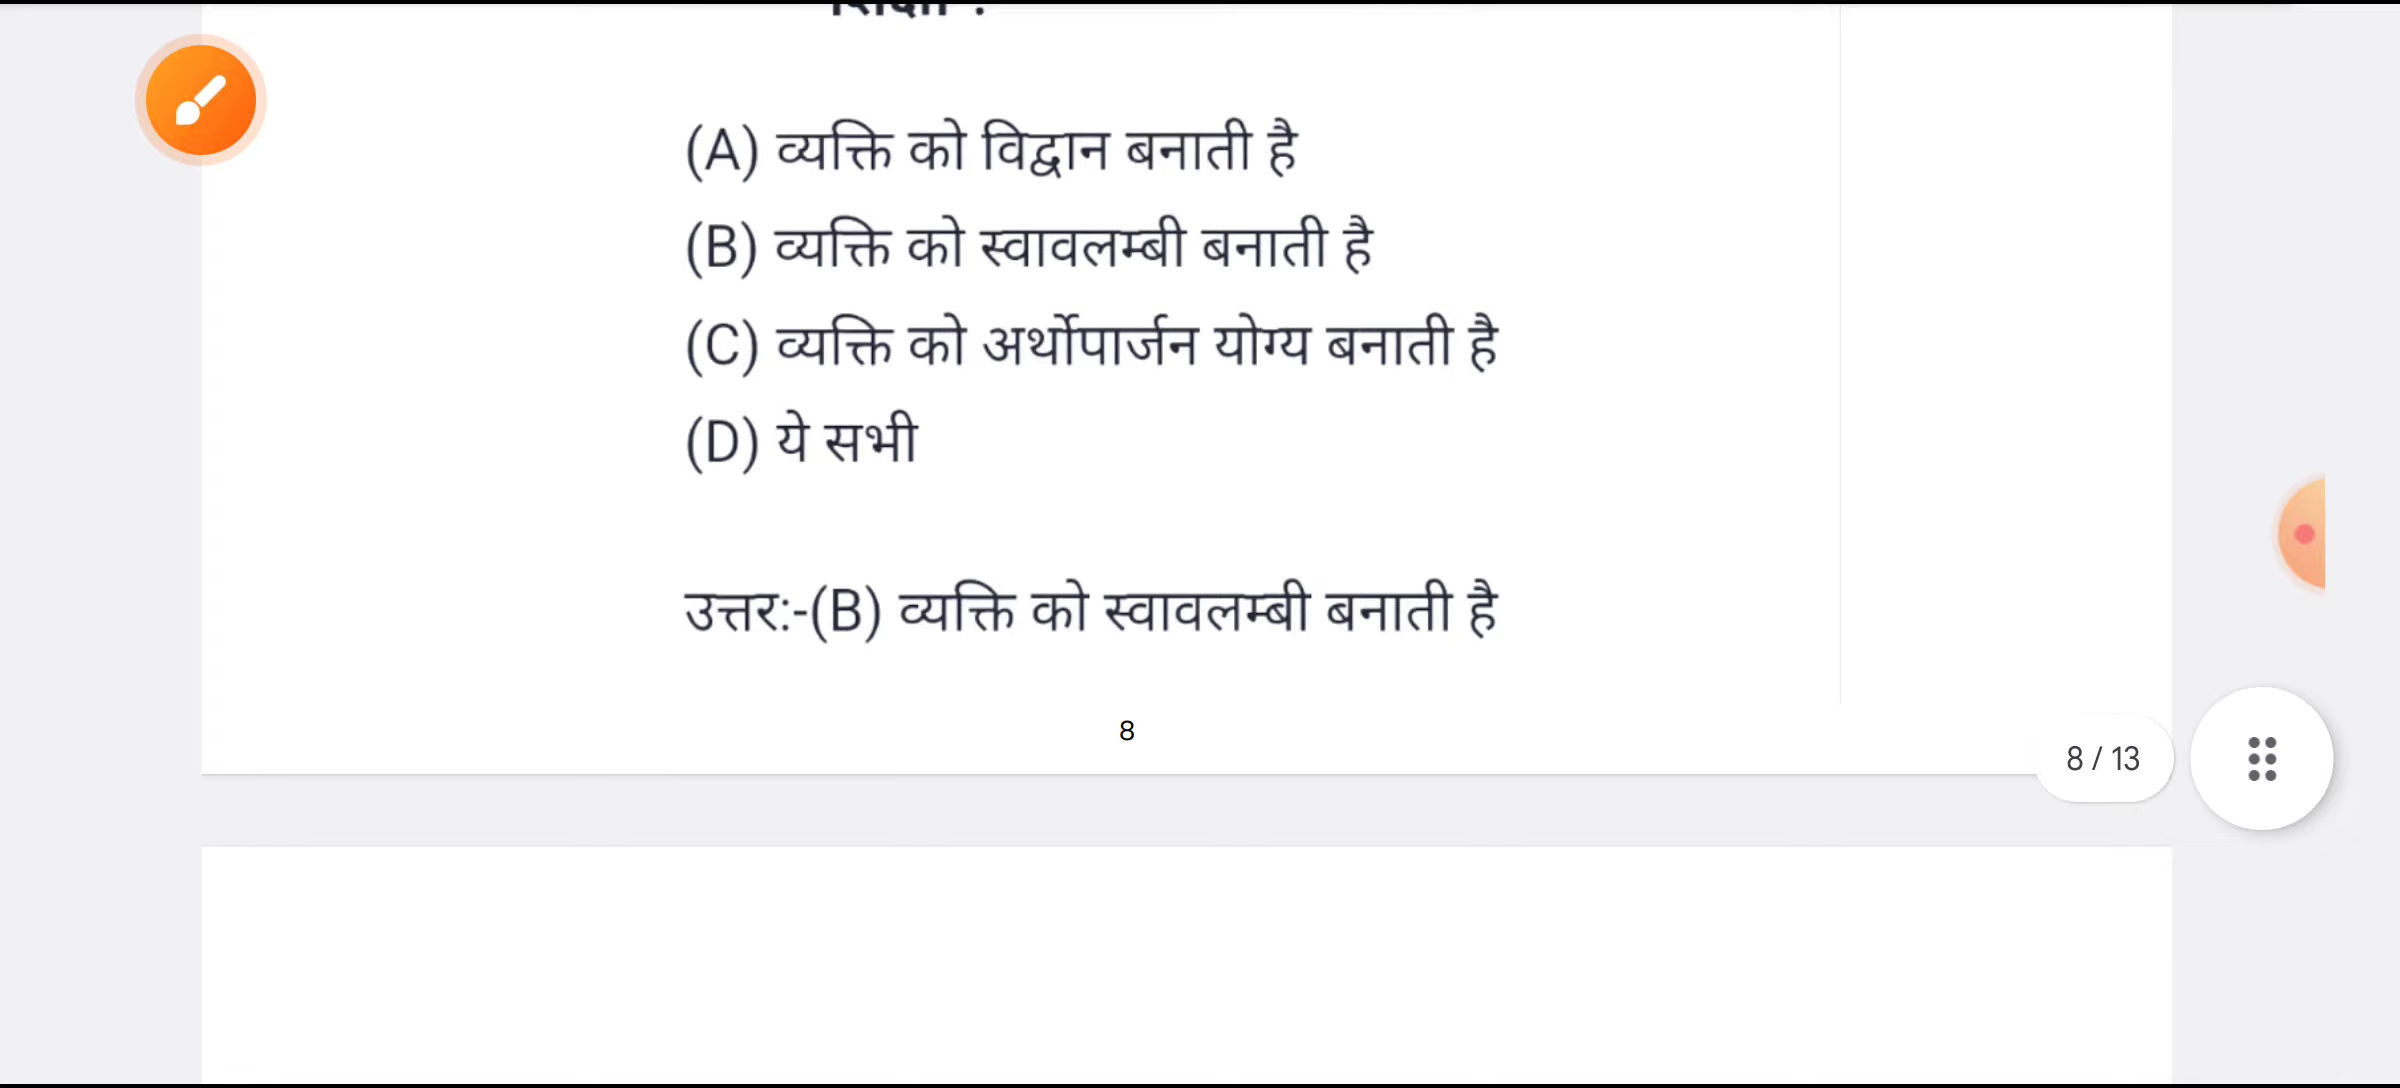 (A) व्यक्ति को विद्वान बनाती है
(B) व्यक्ति को स्वावलम्बी बनाती है
(C) व्यक्ति को अर्थोपार्जन योग्य बनाती है
(D) ये सभी
उत्तर:-(B) व्यक्ति को स्वावलम्बी बनाती है
8
8 / 13